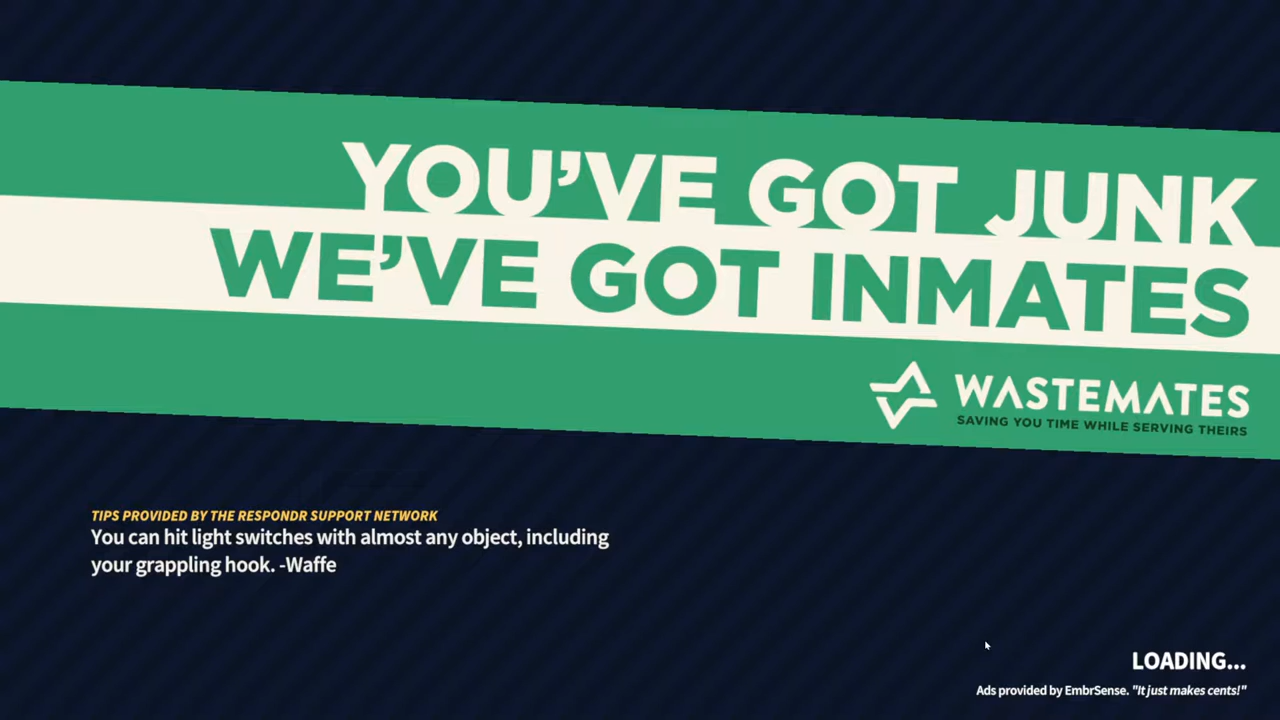 YOU’VE GOT JUNK
WE’VE GOT INMATES
WASTEMATES
SAVING YOU TIME WHILE SERVING THEIRS
TIPS PROVIDED BY THE RESPONDR SUPPORT NETWORK
You can hit light switches with almost any object, including
your grappling hook. -Waffe
LOADING...
Ads provided by EmbrSense. "It just makes cents!"